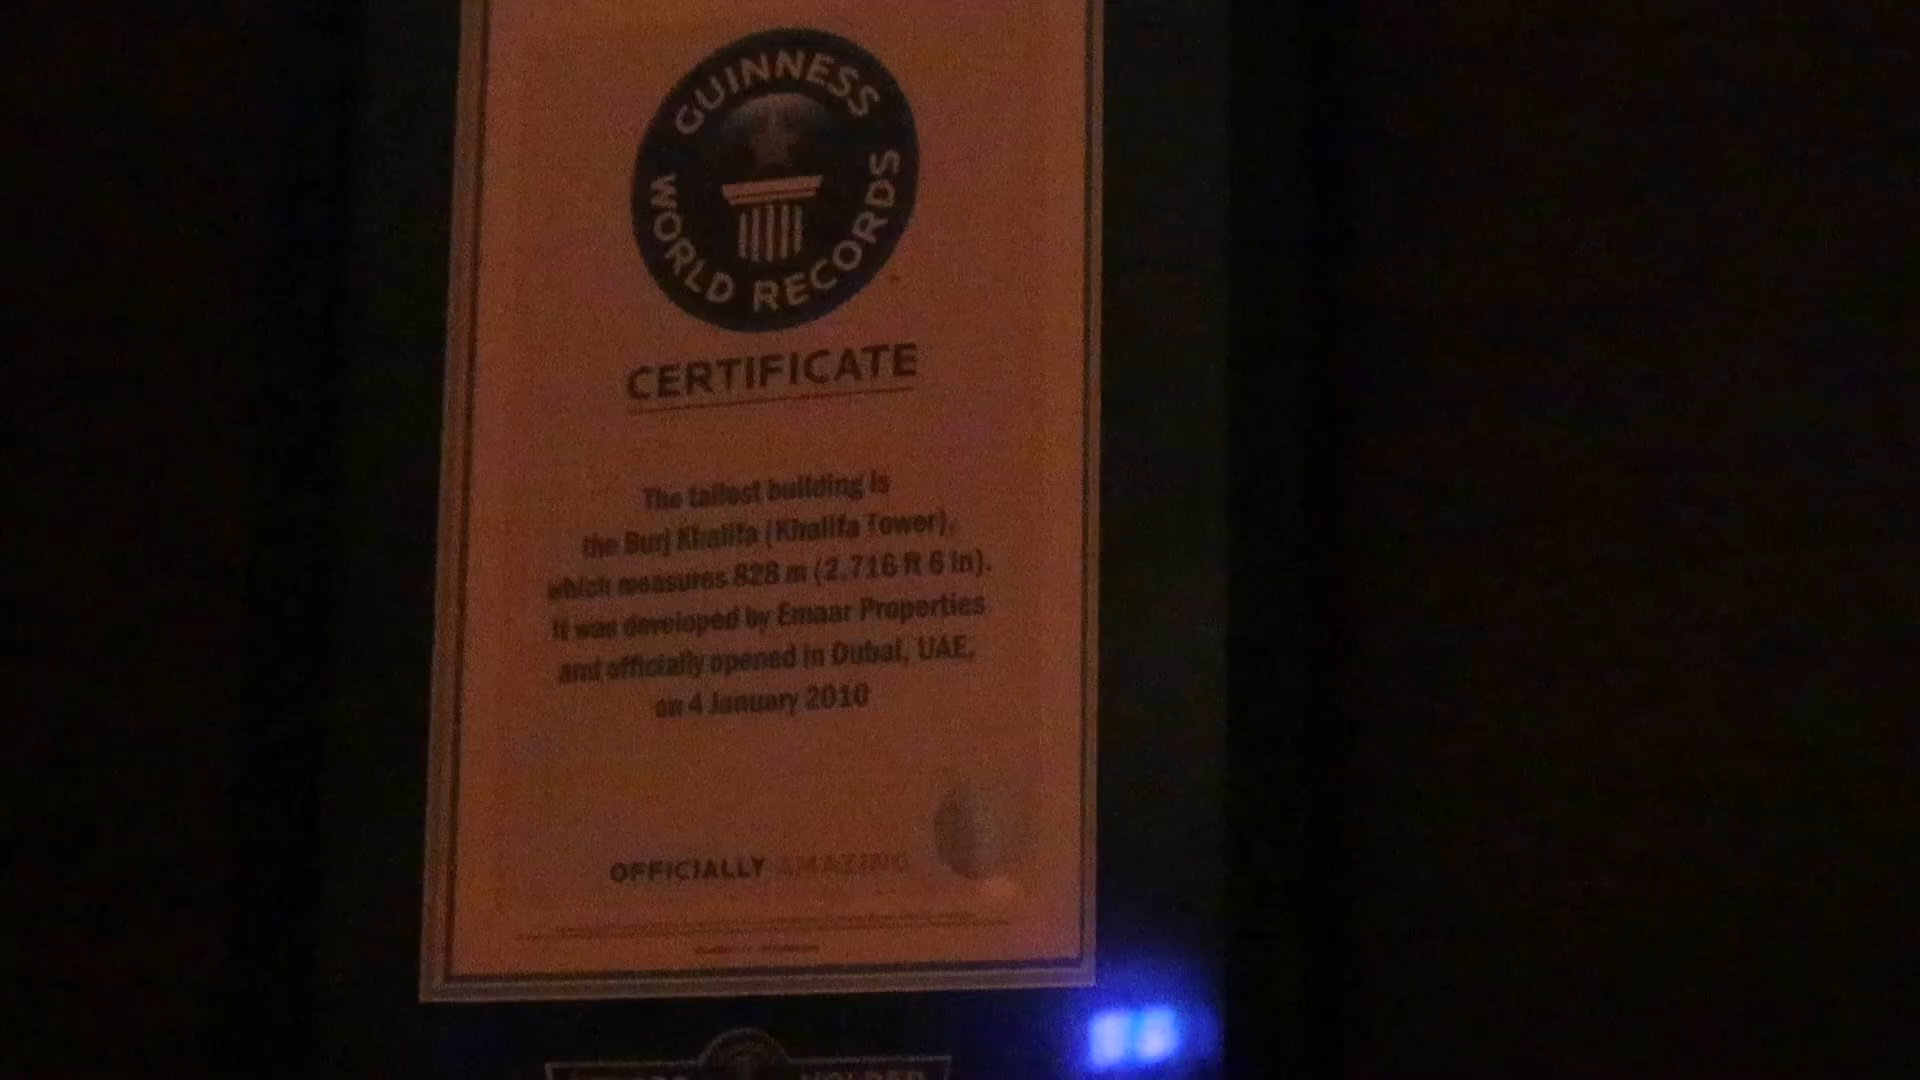 GUINNESS
WORLD RECORDS
CERTIFICATE
The tallest building is
the Burj Khalifa (Khalifa Tower),
which measures 828 m (2,716 ft 6 in).
It was developed by Emaar Properties
and officially opened in Dubai, UAE,
on 4 January 2010
OFFICIALLY AMAZING
HOLDER